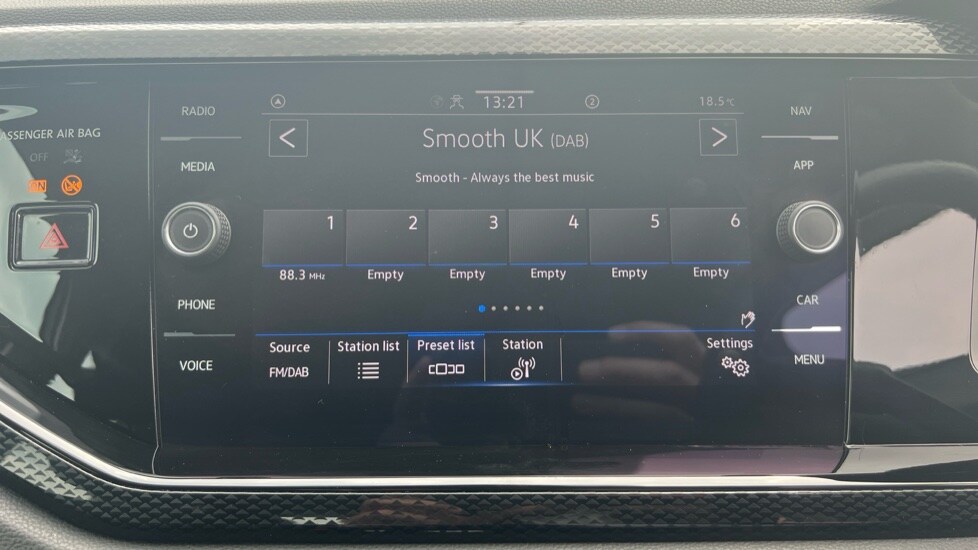 RADIO
MEDIA
PHONE
VOICE
ASSENGER AIR BAG
OFF
ON
13:21
2
18.5°C
Smooth UK (DAB)
Smooth - Always the best music
1 2 3 4 5 6
88.3 MHz Empty Empty Empty Empty Empty
Source Station list Preset list Station Settings
FM/DAB
NAV
APP
CAR
MENU